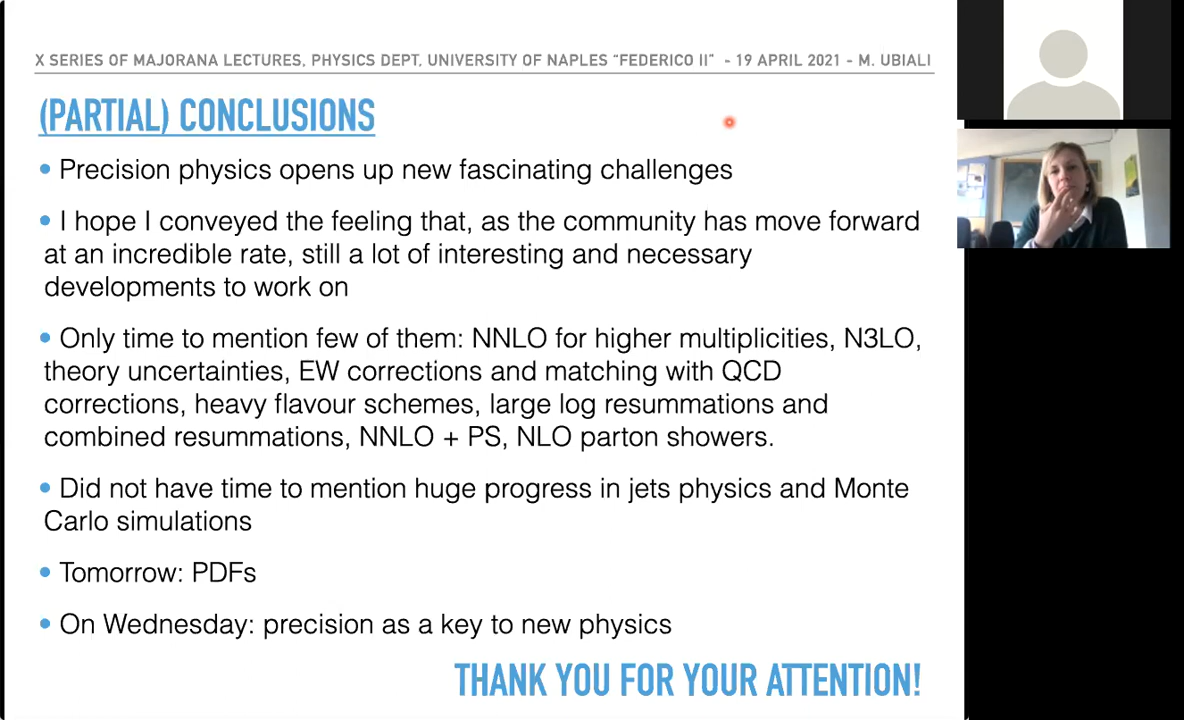 X SERIES OF MAJORANA LECTURES, PHYSICS DEPT, UNIVERSITY OF NAPLES "FEDERICO II" - 19 APRIL 2021 - M. UBIALI
(PARTIAL) CONCLUSIONS
• Precision physics opens up new fascinating challenges
• I hope I conveyed the feeling that, as the community has move forward
at an incredible rate, still a lot of interesting and necessary
developments to work on
• Only time to mention few of them: NNLO for higher multiplicities, N3LO,
theory uncertainties, EW corrections and matching with QCD
corrections, heavy flavour schemes, large log resummations and
combined resummations, NNLO + PS, NLO parton showers.
• Did not have time to mention huge progress in jets physics and Monte
Carlo simulations
• Tomorrow: PDFs
• On Wednesday: precision as a key to new physics
THANK YOU FOR YOUR ATTENTION!